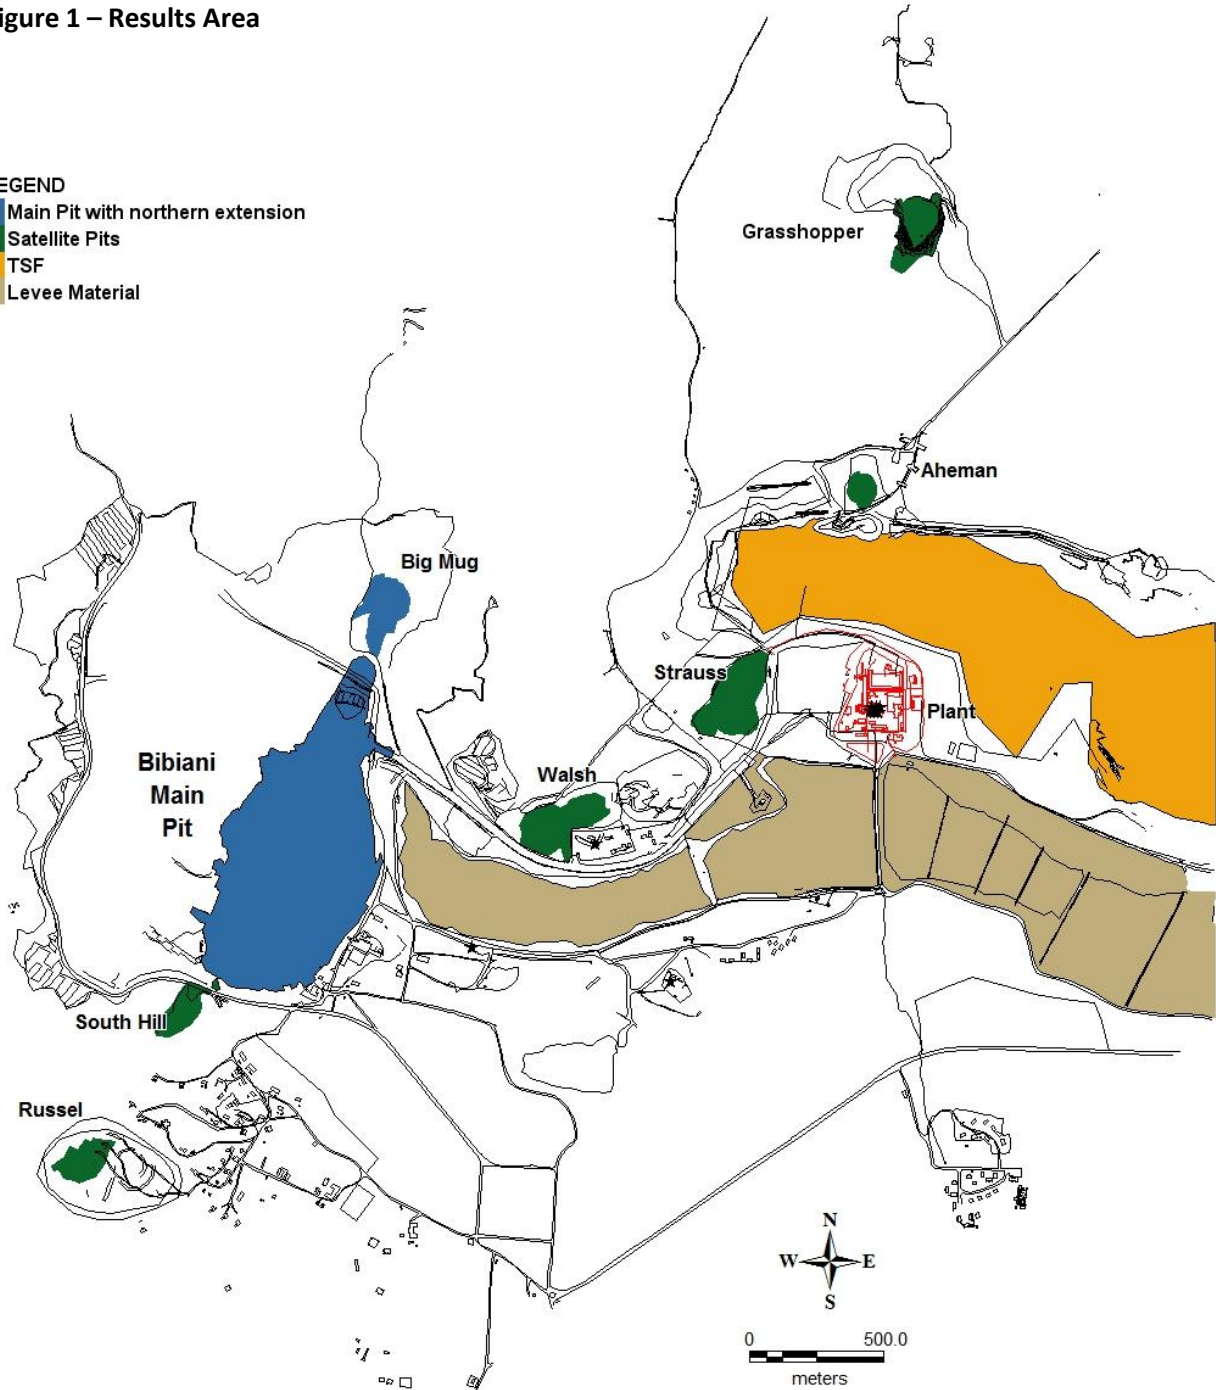 igure 1 – Results Area
EGEND
Main Pit with northern extension
Satellite Pits
TSF
Levee Material
Grasshopper
Aheman
Big Mug
Strauss
Plant
Bibiani
Main
Pit
Walsh
South Hill
Russel
N
W E
S
0 500.0
meters